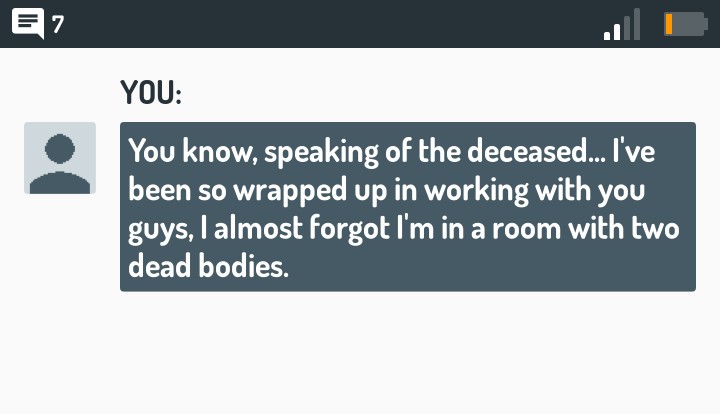 7
YOU:
You know, speaking of the deceased... I've
been so wrapped up in working with you
guys, I almost forgot I'm in a room with two
dead bodies.